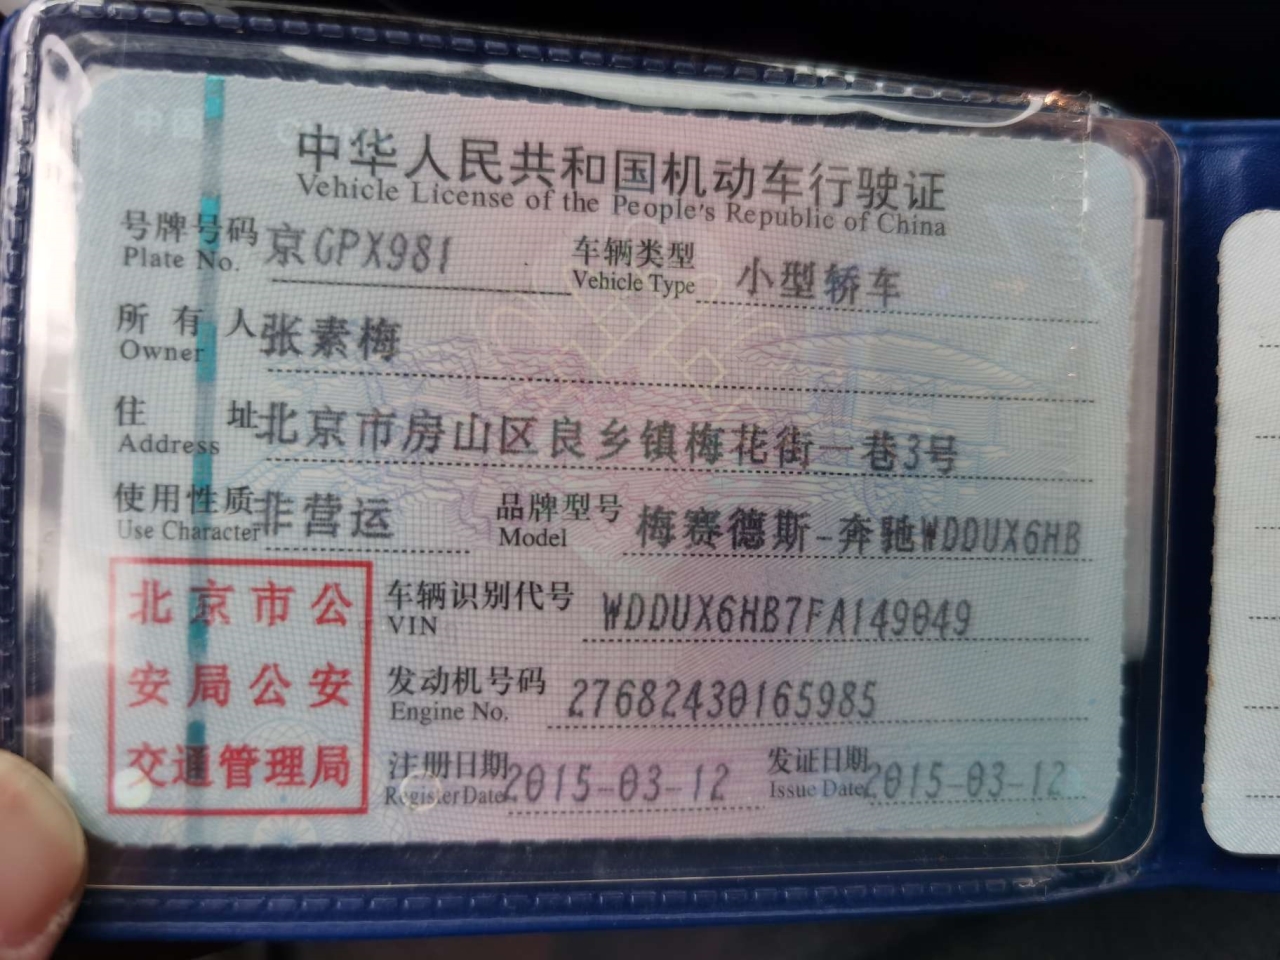 中华人民共和国机动车行驶证
Vehicle License of the People's Republic of China
号牌号码 京GPX981 车辆类型 小型轿车
Plate No. Vehicle Type
所有人 张素梅
Owner
住址 北京市房山区良乡镇梅花街一巷3号
Address
使用性质 非营运 品牌型号 梅赛德斯-奔驰WDDUX6HB
Use Character Model
车辆识别代号 WDDUX6HB7FA149849
VIN
发动机号码 27682430165985
Engine No.
注册日期 2015-03-12 发证日期 2015-03-12
Register Date Issue Date
北京市公
安局公安
交通管理局